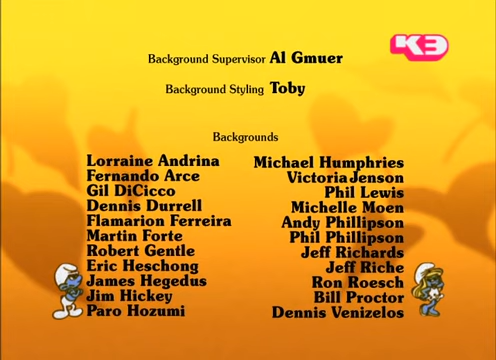 K3
Background Supervisor Al Gmuer
Background Styling Toby
Backgrounds
Lorraine Andrina
Fernando Arce
Gil DiCicco
Dennis Durrell
Flamarion Ferreira
Martin Forte
Robert Gentle
Eric Heschong
James Hegedus
Jim Hickey
Paro Hozumi
Michael Humphries
Victoria Jenson
Phil Lewis
Michelle Moen
Andy Phillipson
Phil Phillipson
Jeff Richards
Jeff Riche
Ron Roesch
Bill Proctor
Dennis Venizelos